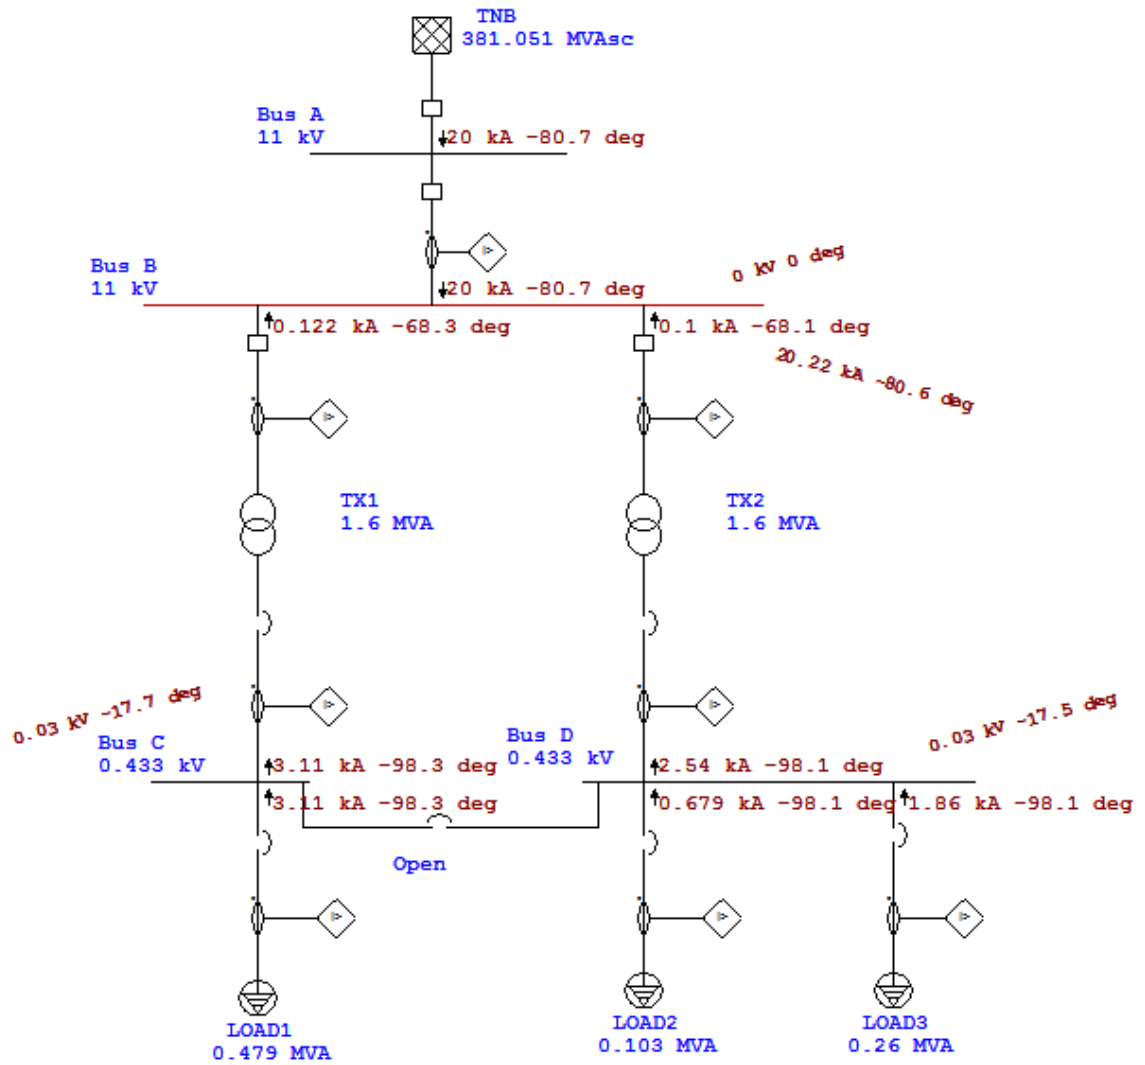 TNB
381.051 MVAsc
Bus A
11 kV
20 kA -80.7 deg
Bus B
11 kV
20 kA -80.7 deg
0 kV 0 deg
0.122 kA -68.3 deg
0.1 kA -68.1 deg
20.22 kA -80.6 deg
I>
I>
I>
TX1
1.6 MVA
TX2
1.6 MVA
I>
I>
0.03 kV -17.7 deg
Bus C
0.433 kV
Bus D
0.433 kV
0.03 kV -17.5 deg
3.11 kA -98.3 deg
2.54 kA -98.1 deg
3.11 kA -98.3 deg
0.679 kA -98.1 deg
1.86 kA -98.1 deg
Open
I>
I>
I>
LOAD1
0.479 MVA
LOAD2
0.103 MVA
LOAD3
0.26 MVA